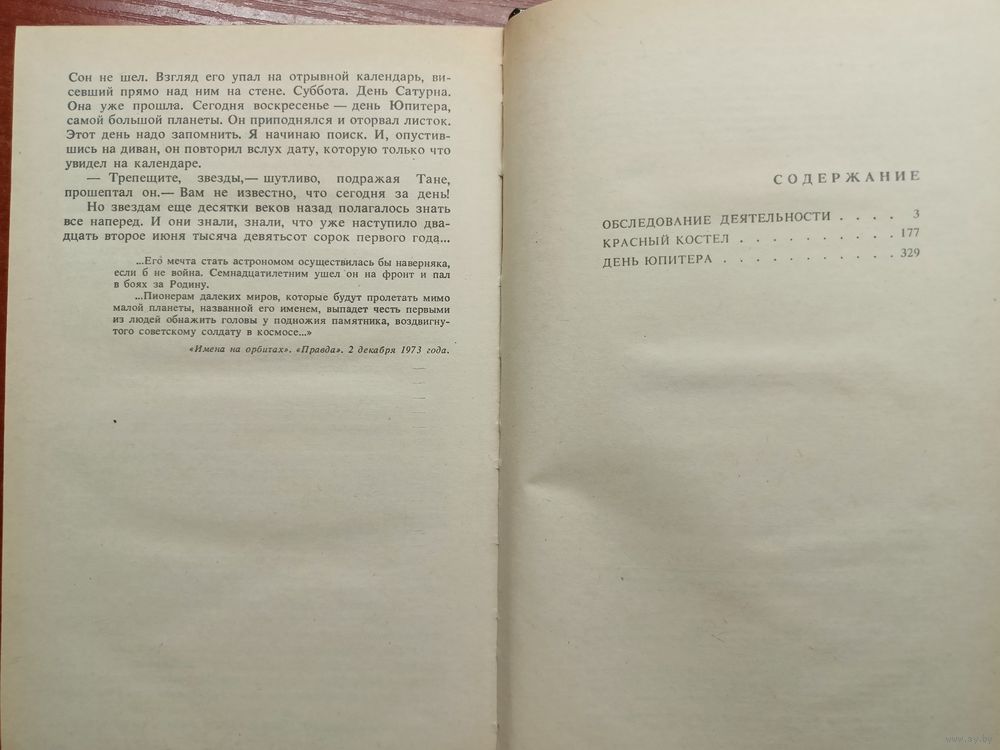 Сон не шел. Взгляд его упал на отрывной календарь, ви-
севший прямо над ним на стене. Суббота. День Сатурна.
Она уже прошла. Сегодня воскресенье — день Юпитера,
самой большой планеты. Он приподнялся и оторвал листок.
Этот день надо запомнить. Я начинаю поиск. И, опустив-
шись на диван, он повторил вслух дату, которую только что
увидел на календаре.
— Трепещите, звезды,— шутливо, подражая Тане,
прошептал он.— Вам не известно, что сегодня за день!
Но звездам еще десятки веков назад полагалось знать
все наперед. И они знали, знали, что уже наступило два-
дцать второе июня тысяча девятьсот сорок первого года...
...Его мечта стать астрономом осуществилась бы наверняка,
если б не война. Семнадцатилетним ушел он на фронт и пал
в боях за Родину.
...Пионерам далеких миров, которые будут пролетать мимо
малой планеты, названной его именем, выпадет честь первыми
из людей обнажить головы у подножия памятника, воздвигну-
того советскому солдату в космосе...»
«Имена на орбитах». «Правда». 2 декабря 1973 года.
СОДЕРЖАНИЕ
ОБСЛЕДОВАНИЕ ДЕЯТЕЛЬНОСТИ . . . . 3
КРАСНЫЙ КОСТЕЛ . . . . . . . . . . 177
ДЕНЬ ЮПИТЕРА . . . . . . . . . . . 329
www.ay.by